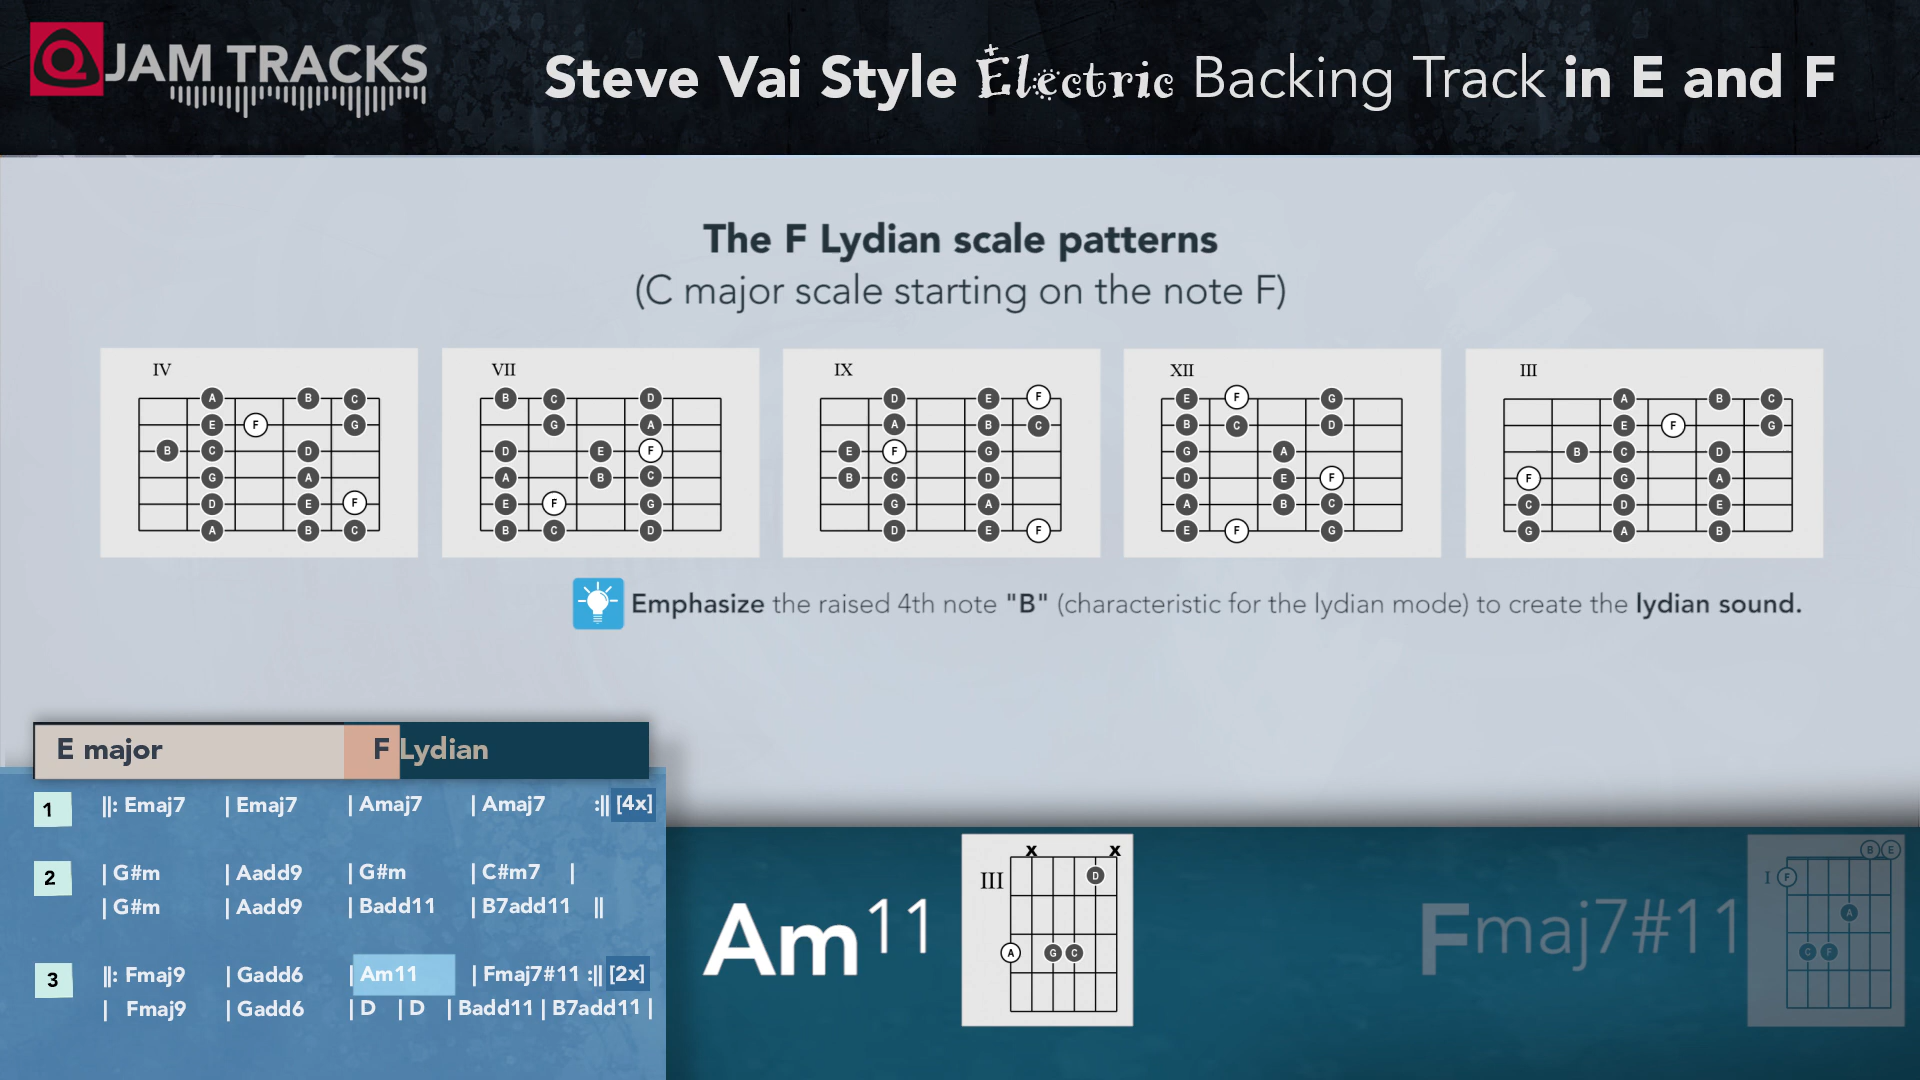 JAM TRACKS
Steve Vai Style Electric Backing Track in E and F
The F Lydian scale patterns
(C major scale starting on the note F)
IV
A B C
E F G
B C D
G A
D E F
A B C
VII
B C D
G A
D E F
A B C
E F G
B C D
IX
D E F
A B C
E F G
B C D
G A
D E F
XII
E F G
B C D
G A
D E F
A B C
E F G
III
A B C
E F G
B C D
F G A
C D E
G A B
Emphasize the raised 4th note "B" (characteristic for the lydian mode) to create the lydian sound.
E major F Lydian
1 ||: Emaj7 | Emaj7 | Amaj7 | Amaj7 :|| [4x]
2 | G#m | Aadd9 | G#m | C#m7 |
| G#m | Aadd9 | Badd11 | B7add11 ||
3 ||: Fmaj9 | Gadd6 | Am11 | Fmaj7#11 :|| [2x]
| Fmaj9 | Gadd6 | D | D | Badd11 | B7add11 |
Am11
x x
III
D
A G C
Fmaj7#11
B E
I F
A
C F